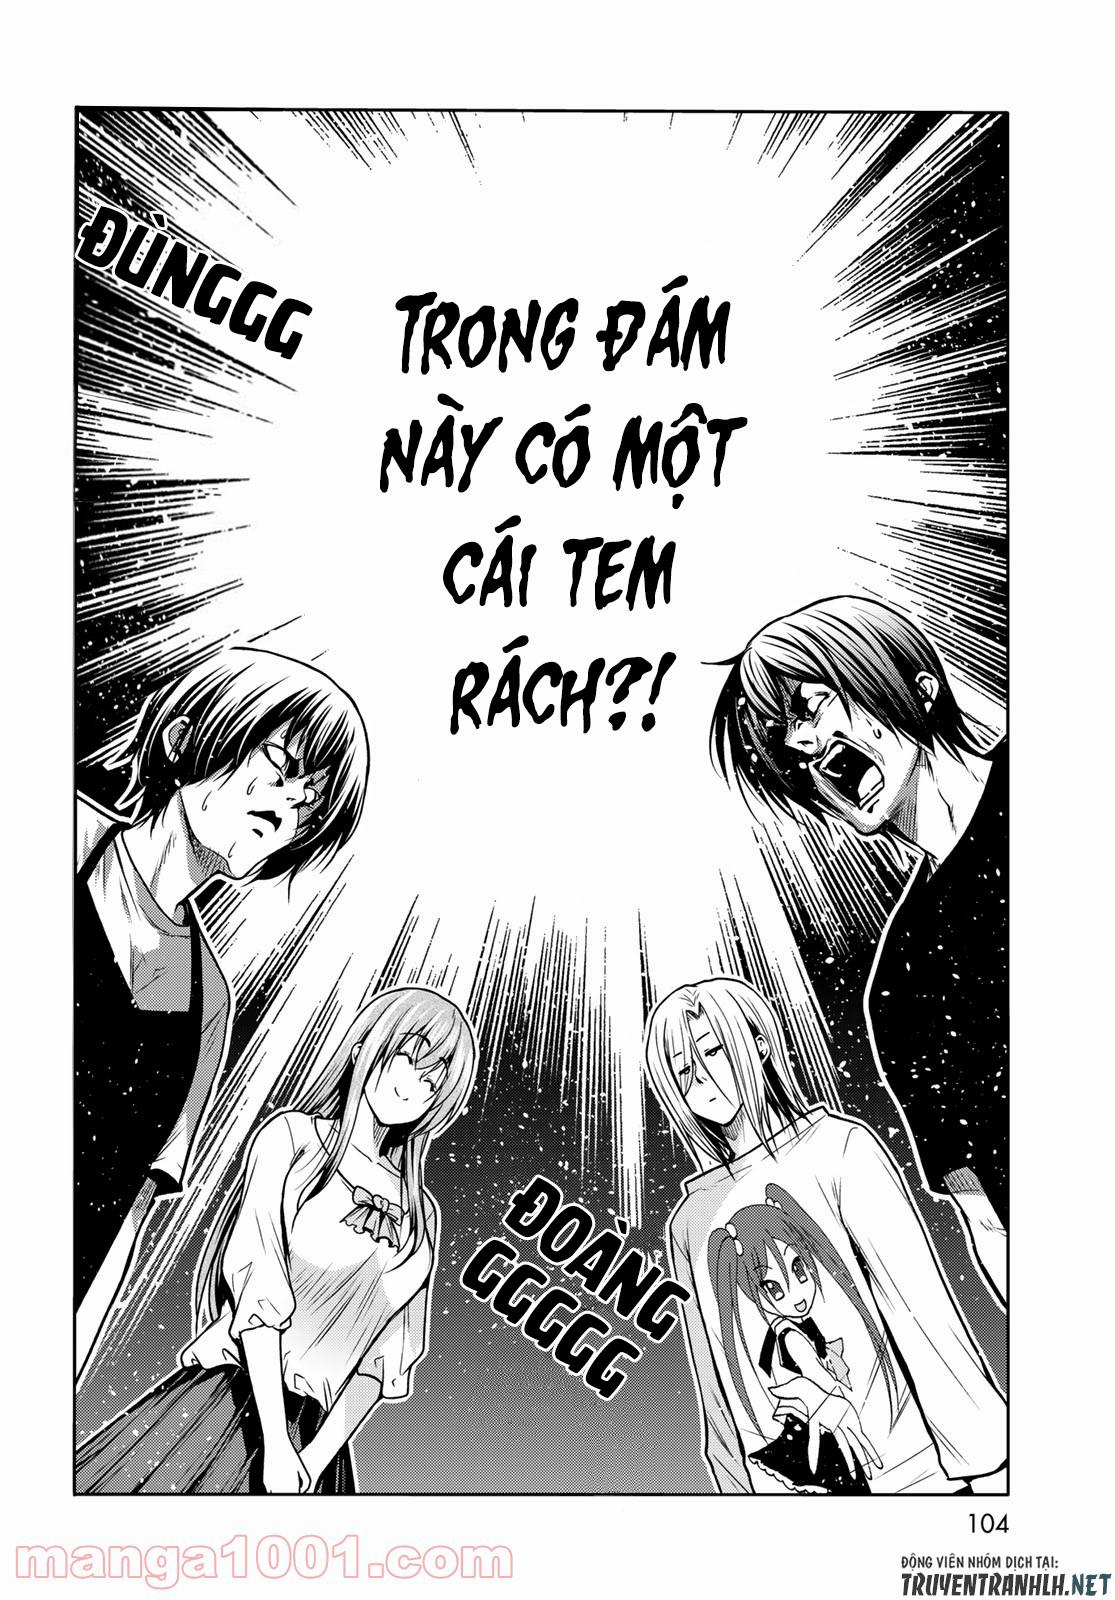 ĐÙNGGG
TRONG ĐÁM
NÀY CÓ MỘT
CÁI TEM
RÁCH?!
ĐOÀNG
GGGGG
104
manga1001.com
ĐỘNG VIÊN NHÓM DỊCH TẠI:
TRUYENTRANHLH.NET